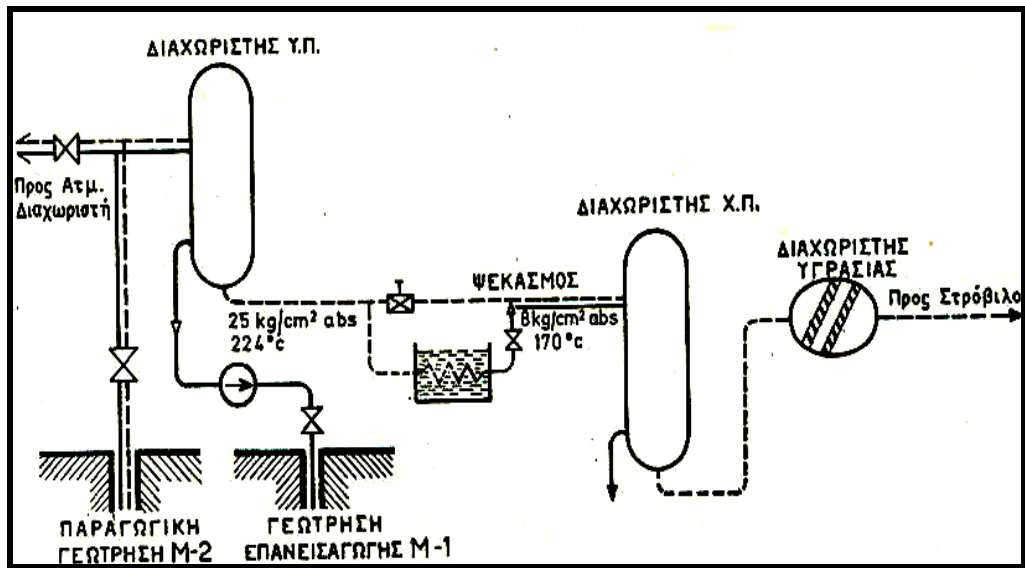 ΔΙΑΧΩΡΙΣΤΗΣ Υ.Π.
Προς Ατμ.
Διαχωριστή
ΔΙΑΧΩΡΙΣΤΗΣ Χ.Π.
ΔΙΑΧΩΡΙΣΤΗΣ
ΥΓΡΑΣΙΑΣ
Προς Στρόβιλο
ΨΕΚΑΣΜΟΣ
25 kg/cm² abs
224°c
8kg/cm² abs
170°c
ΠΑΡΑΓΩΓΙΚΗ
ΓΕΩΤΡΗΣΗ Μ-2
ΓΕΩΤΡΗΣΗ
ΕΠΑΝΕΙΣΑΓΩΓΗΣ Μ-1